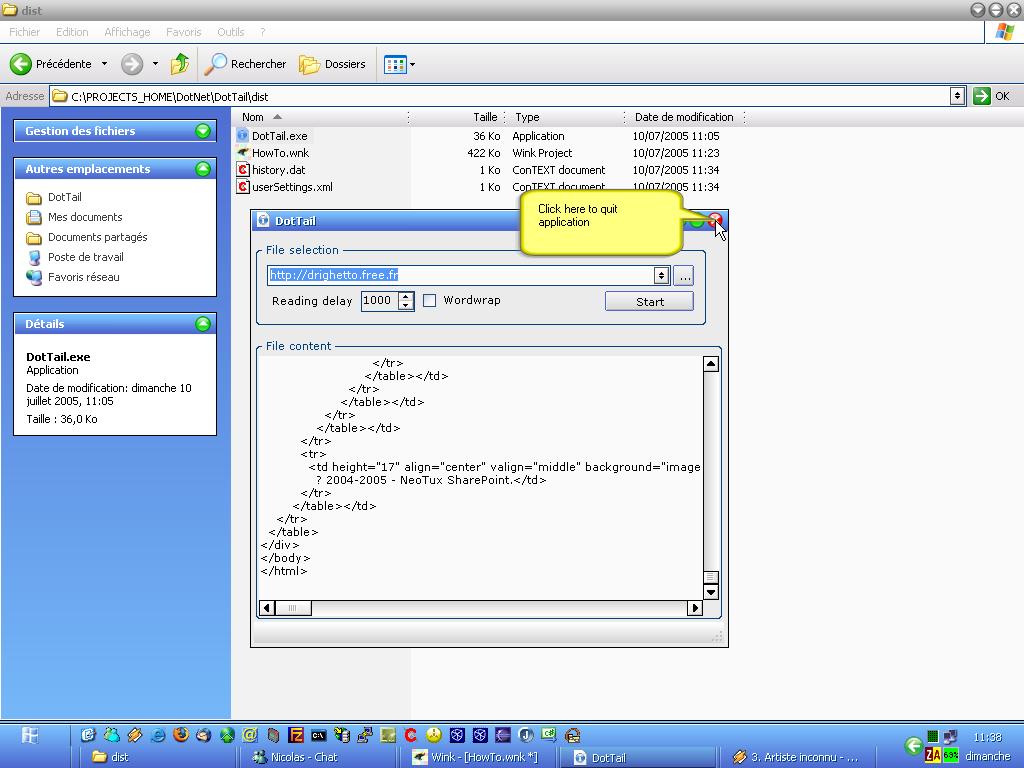 dist
Fichier Edition Affichage Favoris Outils ?
Précédente Rechercher Dossiers
Adresse C:\PROJECTS_HOME\DotNet\DotTail\dist OK
Gestion des fichiers
Autres emplacements
DotTail
Mes documents
Documents partagés
Poste de travail
Favoris réseau
Détails
DotTail.exe
Application
Date de modification: dimanche 10
juillet 2005, 11:05
Taille : 36,0 Ko
Nom Taille Type Date de modification
DotTail.exe 36 Ko Application 10/07/2005 11:05
HowTo.wnk 422 Ko Wink Project 10/07/2005 11:23
history.dat 1 Ko ConTEXT document 10/07/2005 11:34
userSettings.xml 1 Ko ConTEXT document 10/07/2005 11:34
Click here to quit
application
DotTail
File selection
http://drighetto.free.fr ...
Reading delay 1000 Wordwrap Start
File content
</tr>
</table></td>
</tr>
</table></td>
</tr>
</table></td>
</tr>
<tr>
<td height="17" align="center" valign="middle" background="image
? 2004-2005 - NeoTux SharePoint.</td>
</tr>
</table></td>
</tr>
</table>
</div>
</body>
</html>
dist Nicolas - Chat Wink - [HowTo.wnk *] DotTail 3. Artiste inconnu - ...
11:38
ZA 63% dimanche